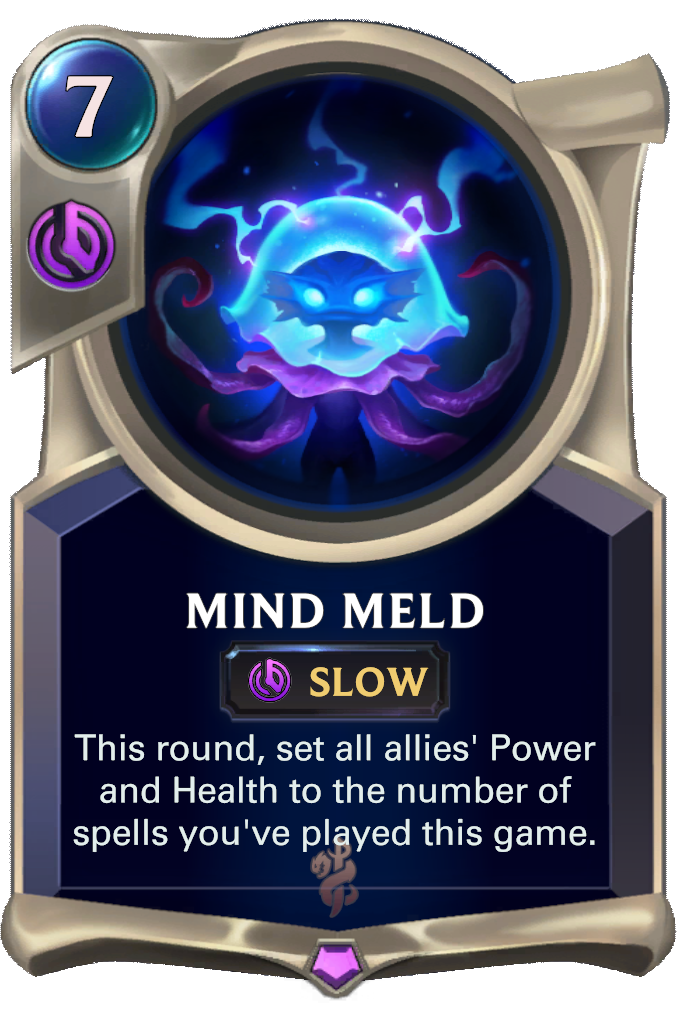 7
MIND MELD
SLOW
This round, set all allies' Power
and Health to the number of
spells you've played this game.